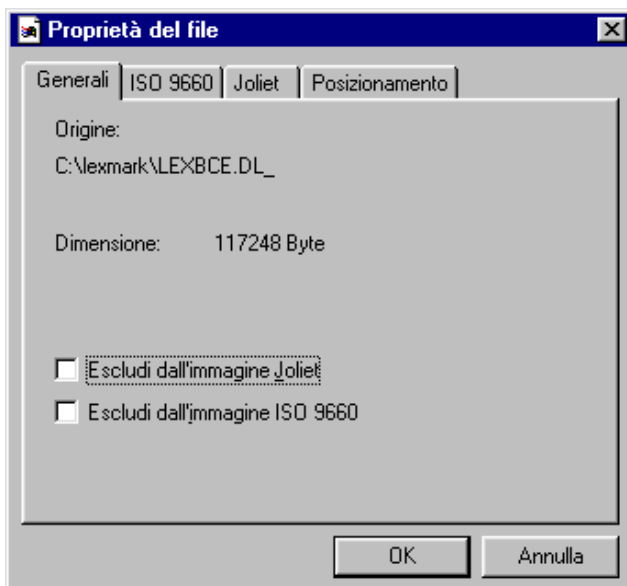 Proprietà del file
Generali ISO 9660 Joliet Posizionamento
Origine:
C:\lexmark\LEXBCE.DL_
Dimensione: 117248 Byte
Escludi dall'immagine Joliet
Escludi dall'immagine ISO 9660
OK Annulla